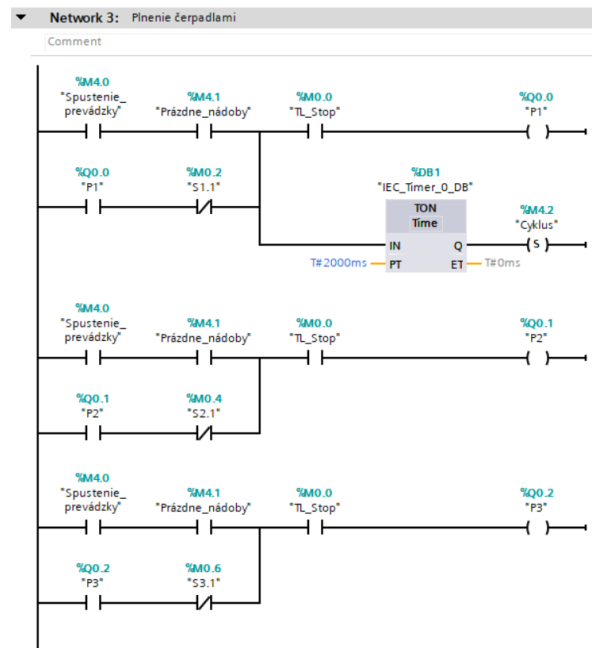 Network 3: Plnenie čerpadlami
Comment
%M4.0
"Spustenie_
prevádzky"
%M4.1
"Prázdne_nádoby"
%M0.0
"TL_Stop"
%Q0.0
"P1"
%Q0.0
"P1"
%M0.2
"S1.1"
%DB1
"IEC_Timer_0_DB"
TON
Time
%M4.2
"Cyklus"
IN
Q
S
T#2000ms
PT
ET
T#0ms
%M4.0
"Spustenie_
prevádzky"
%M4.1
"Prázdne_nádoby"
%M0.0
"TL_Stop"
%Q0.1
"P2"
%Q0.1
"P2"
%M0.4
"S2.1"
%M4.0
"Spustenie_
prevádzky"
%M4.1
"Prázdne_nádoby"
%M0.0
"TL_Stop"
%Q0.2
"P3"
%Q0.2
"P3"
%M0.6
"S3.1"